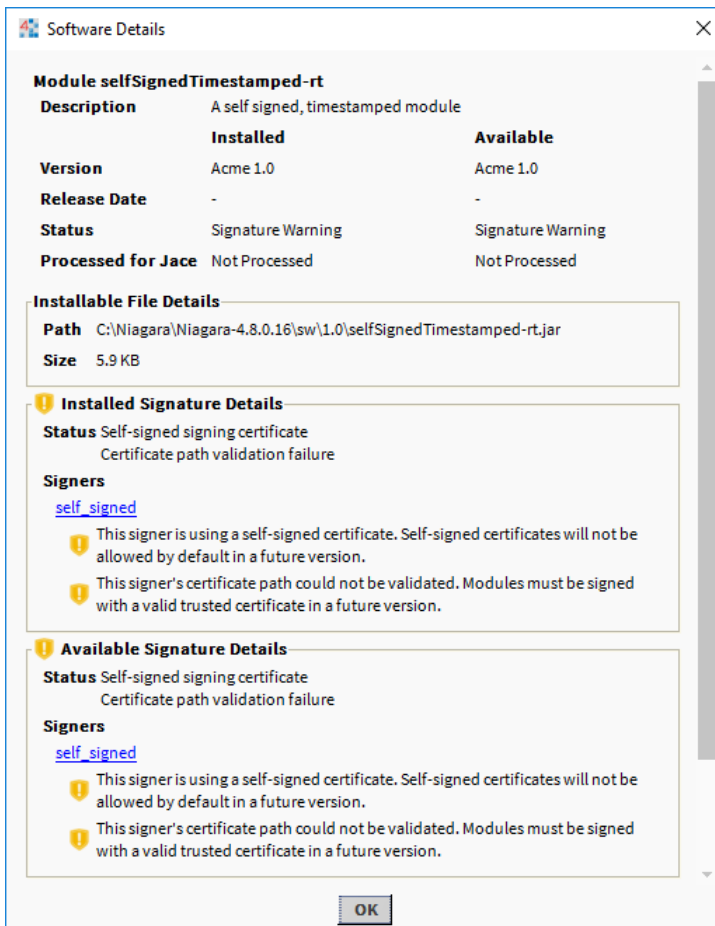 Software Details
Module selfSignedTimestamped-rt
Description A self signed, timestamped module
Installed Available
Version Acme 1.0 Acme 1.0
Release Date - -
Status Signature Warning Signature Warning
Processed for Jace Not Processed Not Processed
Installable File Details
Path C:\Niagara\Niagara-4.8.0.16\sw\1.0\selfSignedTimestamped-rt.jar
Size 5.9 KB
Installed Signature Details
Status Self-signed signing certificate
Certificate path validation failure
Signers
self_signed
This signer is using a self-signed certificate. Self-signed certificates will not be
allowed by default in a future version.
This signer's certificate path could not be validated. Modules must be signed
with a valid trusted certificate in a future version.
Available Signature Details
Status Self-signed signing certificate
Certificate path validation failure
Signers
self_signed
This signer is using a self-signed certificate. Self-signed certificates will not be
allowed by default in a future version.
This signer's certificate path could not be validated. Modules must be signed
with a valid trusted certificate in a future version.
OK